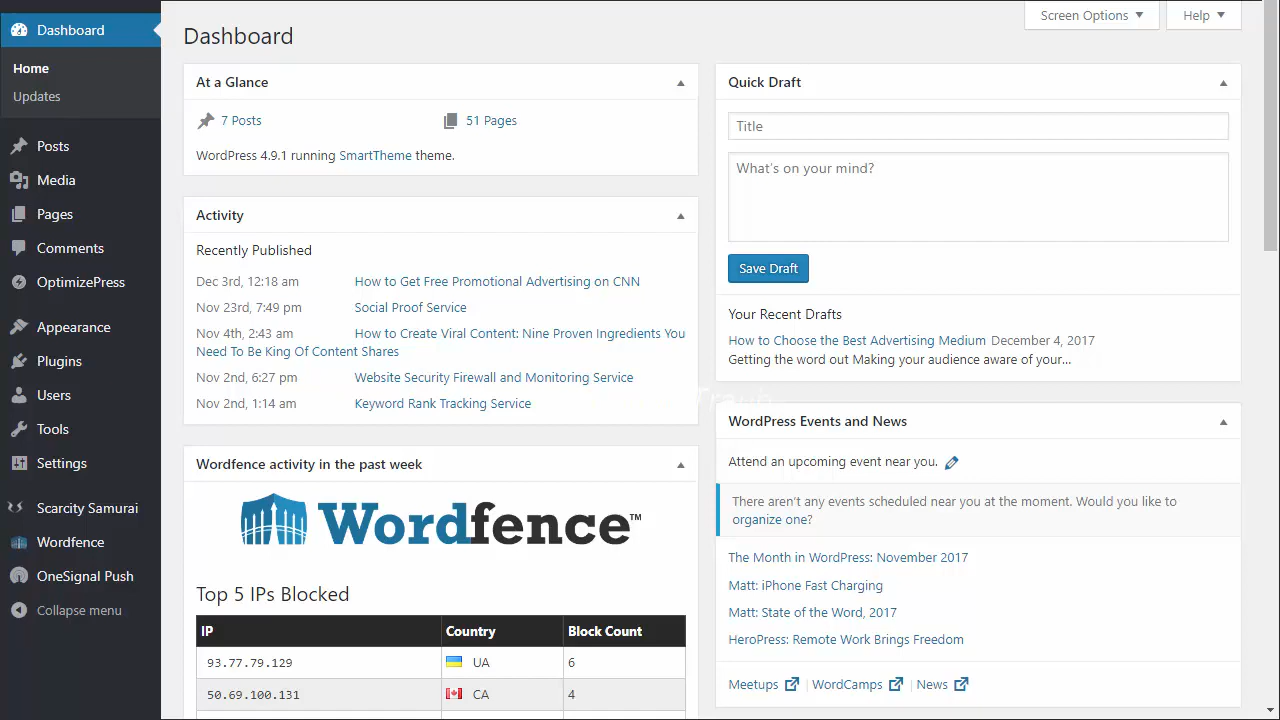 Dashboard
Home
Updates
Posts
Media
Pages
Comments
OptimizePress
Appearance
Plugins
Users
Tools
Settings
Scarcity Samurai
Wordfence
OneSignal Push
Collapse menu
Screen Options
Help
Dashboard
At a Glance
7 Posts
51 Pages
WordPress 4.9.1 running SmartTheme theme.
Activity
Recently Published
Dec 3rd, 12:18 am How to Get Free Promotional Advertising on CNN
Nov 23rd, 7:49 pm Social Proof Service
Nov 4th, 2:43 am How to Create Viral Content: Nine Proven Ingredients You
Need To Be King Of Content Shares
Nov 2nd, 6:27 pm Website Security Firewall and Monitoring Service
Nov 2nd, 1:14 am Keyword Rank Tracking Service
Wordfence activity in the past week
Wordfence™
Top 5 IPs Blocked
IP Country Block Count
93.77.79.129 UA 6
50.69.100.131 CA 4
Quick Draft
Title
What's on your mind?
Save Draft
Your Recent Drafts
How to Choose the Best Advertising Medium December 4, 2017
Getting the word out Making your audience aware of your...
WordPress Events and News
Attend an upcoming event near you.
There aren't any events scheduled near you at the moment. Would you like to
organize one?
The Month in WordPress: November 2017
Matt: iPhone Fast Charging
Matt: State of the Word, 2017
HeroPress: Remote Work Brings Freedom
Meetups | WordCamps | News